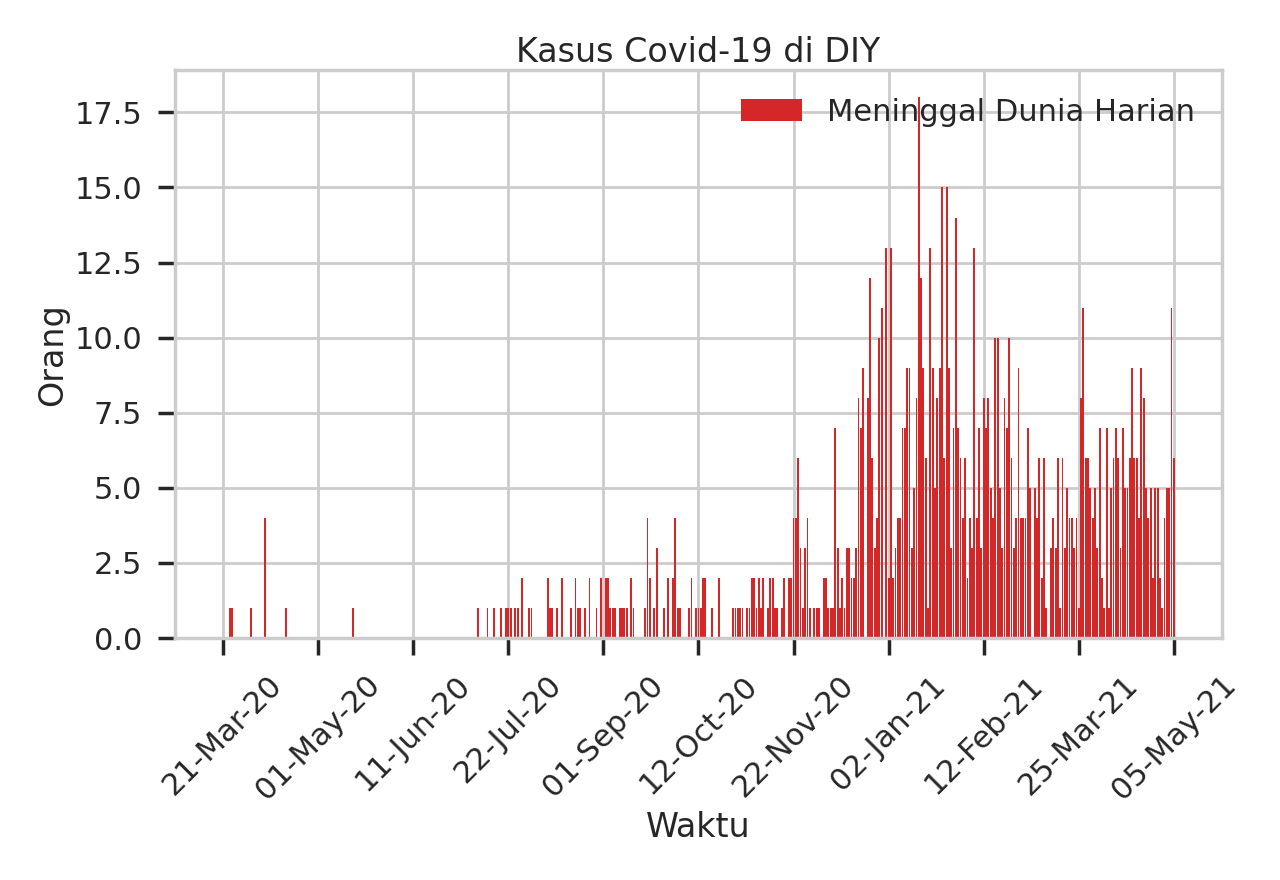 Kasus Covid-19 di DIY
Meninggal Dunia Harian
17.5
15.0
12.5
10.0
7.5
5.0
2.5
0.0
Orang
21-Mar-20
01-May-20
11-Jun-20
22-Jul-20
01-Sep-20
12-Oct-20
22-Nov-20
02-Jan-21
12-Feb-21
25-Mar-21
05-May-21
Waktu